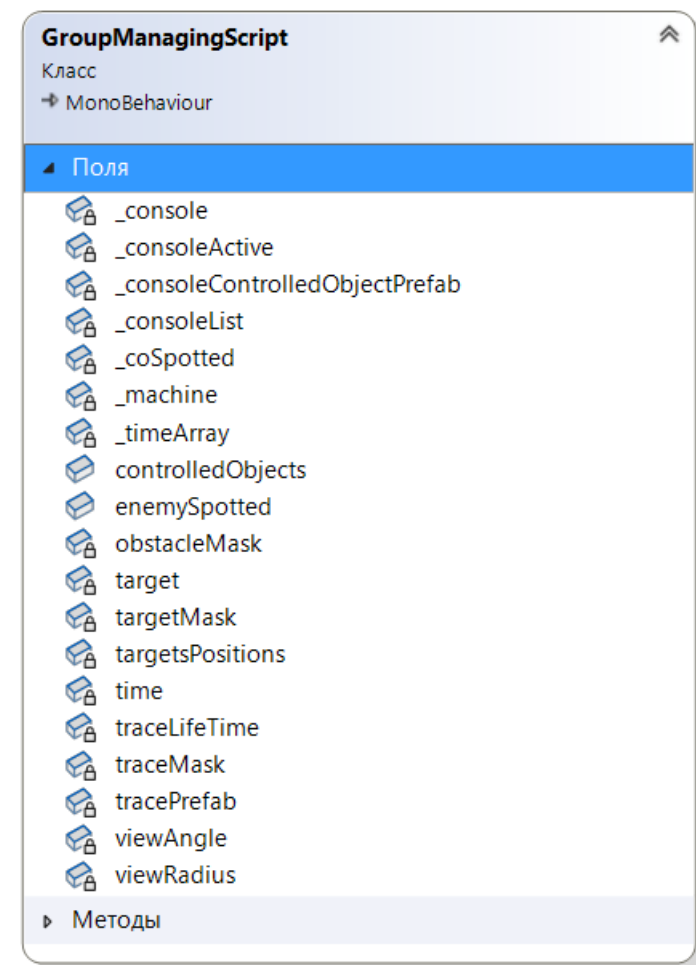 GroupManagingScript
Класс
MonoBehaviour
Поля
_console
_consoleActive
_consoleControlledObjectPrefab
_consoleList
_coSpotted
_machine
_timeArray
controlledObjects
enemySpotted
obstacleMask
target
targetMask
targetsPositions
time
traceLifeTime
traceMask
tracePrefab
viewAngle
viewRadius
Методы